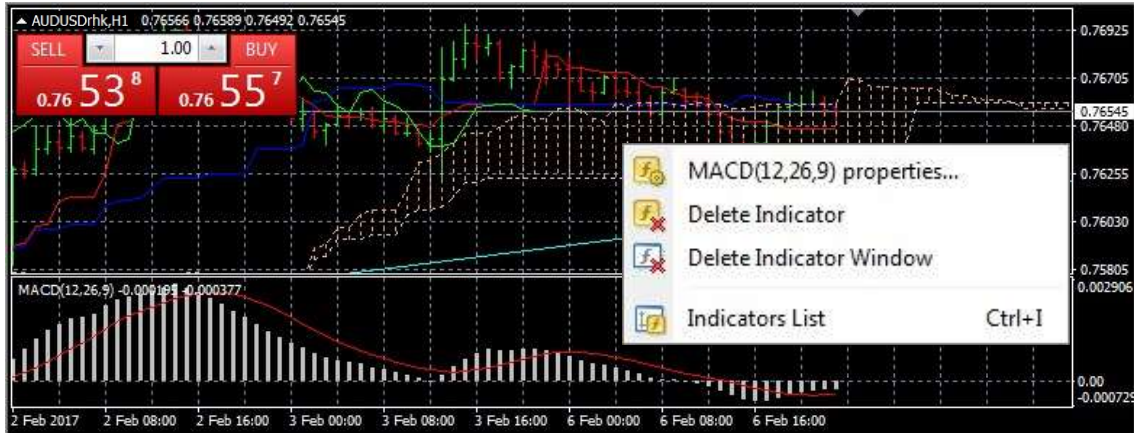 AUDUSDrhk,H1 0.76566 0.76589 0.76492 0.76545
SELL 1.00 BUY
0.76 53 8 0.76 55 7
0.76925
0.76705
0.76545
0.76480
0.76255
0.76030
0.75805
MACD(12,26,9) properties...
Delete Indicator
Delete Indicator Window
Indicators List Ctrl+I
MACD(12,26,9) -0.000195 -0.000377
0.002906
0.00
-0.000729
2 Feb 2017 2 Feb 08:00 2 Feb 16:00 3 Feb 00:00 3 Feb 08:00 3 Feb 16:00 6 Feb 00:00 6 Feb 08:00 6 Feb 16:00